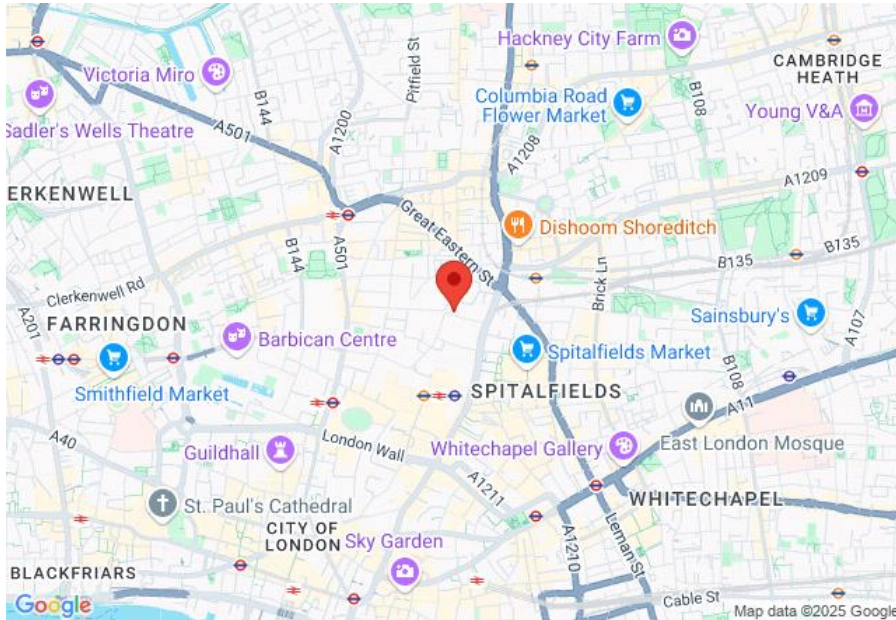 Hackney City Farm
Pitfield St
CAMBRIDGE
HEATH
Victoria Miro
B144
A1200
Columbia Road
Flower Market
B108
Young V&A
Sadler's Wells Theatre
A501
A1208
ERKENWELL
A1209
Great Eastern St
Dishoom Shoreditch
B144
A501
B135
B135
Brick Ln
Clerkenwell Rd
A201
FARRINGDON
Barbican Centre
Sainsbury's
A107
Smithfield Market
Spitalfields Market
SPITALFIELDS
B108
A11
A40
Guildhall
London Wall
Whitechapel Gallery
East London Mosque
A1211
St. Paul's Cathedral
WHITECHAPEL
CITY OF
LONDON
Sky Garden
A1210
Leman St
BLACKFRIARS
Cable St
Google
Map data ©2025 Google